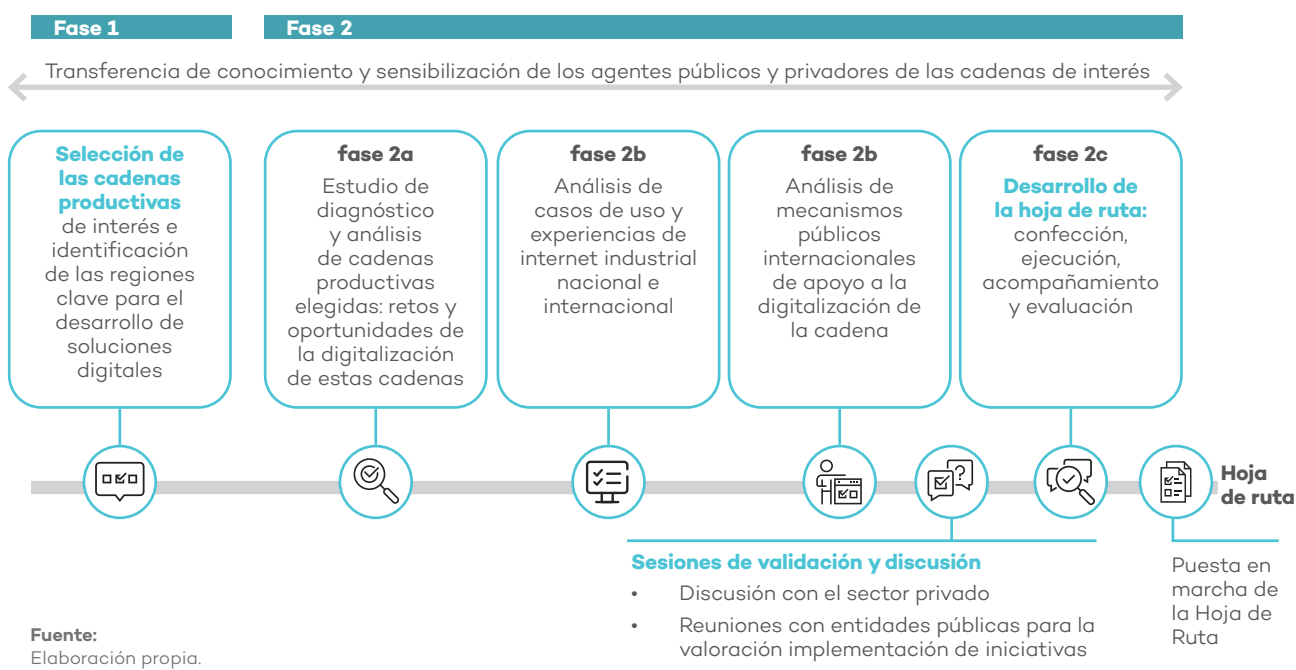 Fase 1
Fase 2
Transferencia de conocimiento y sensibilización de los agentes públicos y privadores de las cadenas de interés
Selección de
las cadenas
productivas
de interés e
identificación
de las regiones
clave para el
desarrollo de
soluciones
digitales
fase 2a
Estudio de
diagnóstico
y análisis
de cadenas
productivas
elegidas: retos y
oportunidades de
la digitalización
de estas cadenas
fase 2b
Análisis de
casos de uso y
experiencias de
internet industrial
nacional e
internacional
fase 2b
Análisis de
mecanismos
públicos
internacionales
de apoyo a la
digitalización de
la cadena
fase 2c
Desarrollo de
la hoja de ruta:
confección,
ejecución,
acompañamiento
y evaluación
?
Hoja
de ruta
Sesiones de validación y discusión
• Discusión con el sector privado
• Reuniones con entidades públicas para la
valoración implementación de iniciativas
Puesta en
marcha de
la Hoja de
Ruta
Fuente:
Elaboración propia.